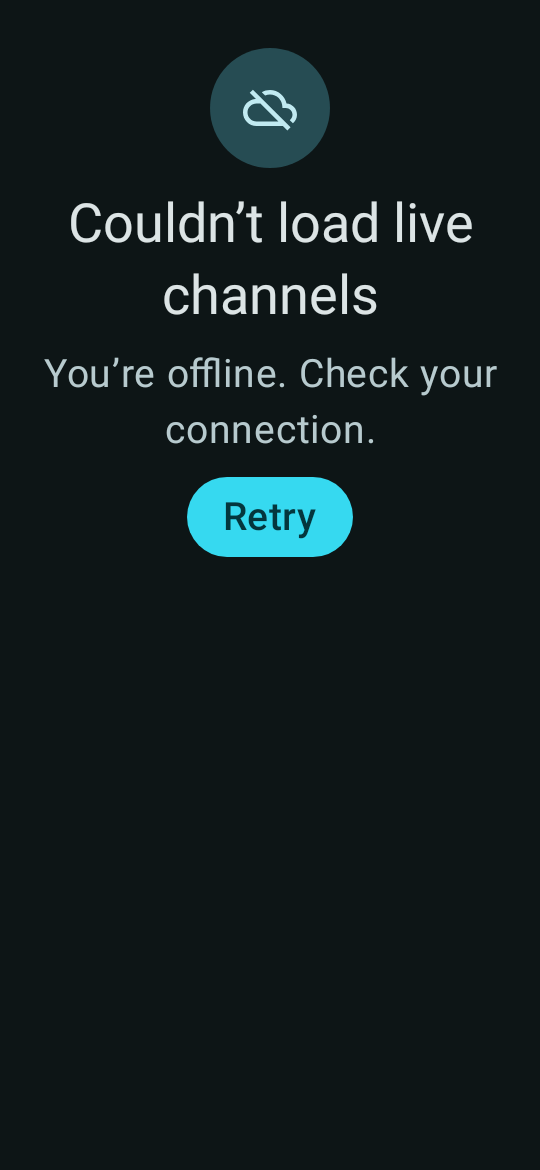 Couldn’t load live
channels
You’re offline. Check your
connection.
Retry